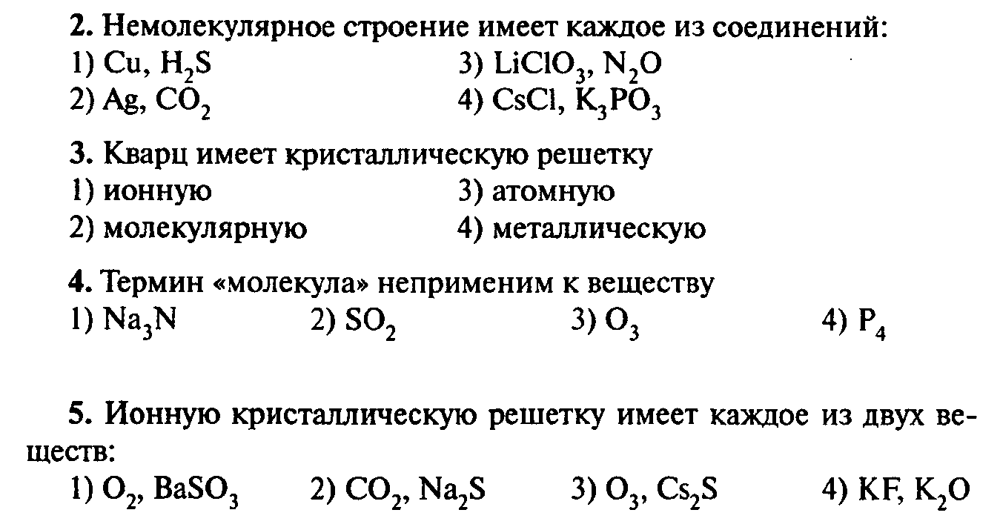 2. Немолекулярное строение имеет каждое из соединений:
1) Cu, H₂S 3) LiClO₃, N₂O
2) Ag, CO₂ 4) CsCl, K₃PO₃
3. Кварц имеет кристаллическую решетку
1) ионную 3) атомную
2) молекулярную 4) металлическую
4. Термин «молекула» неприменим к веществу
1) Na₃N 2) SO₂ 3) O₃ 4) P₄
5. Ионную кристаллическую решетку имеет каждое из двух ве-
ществ:
1) O₂, BaSO₃ 2) CO₂, Na₂S 3) O₃, Cs₂S 4) KF, K₂O